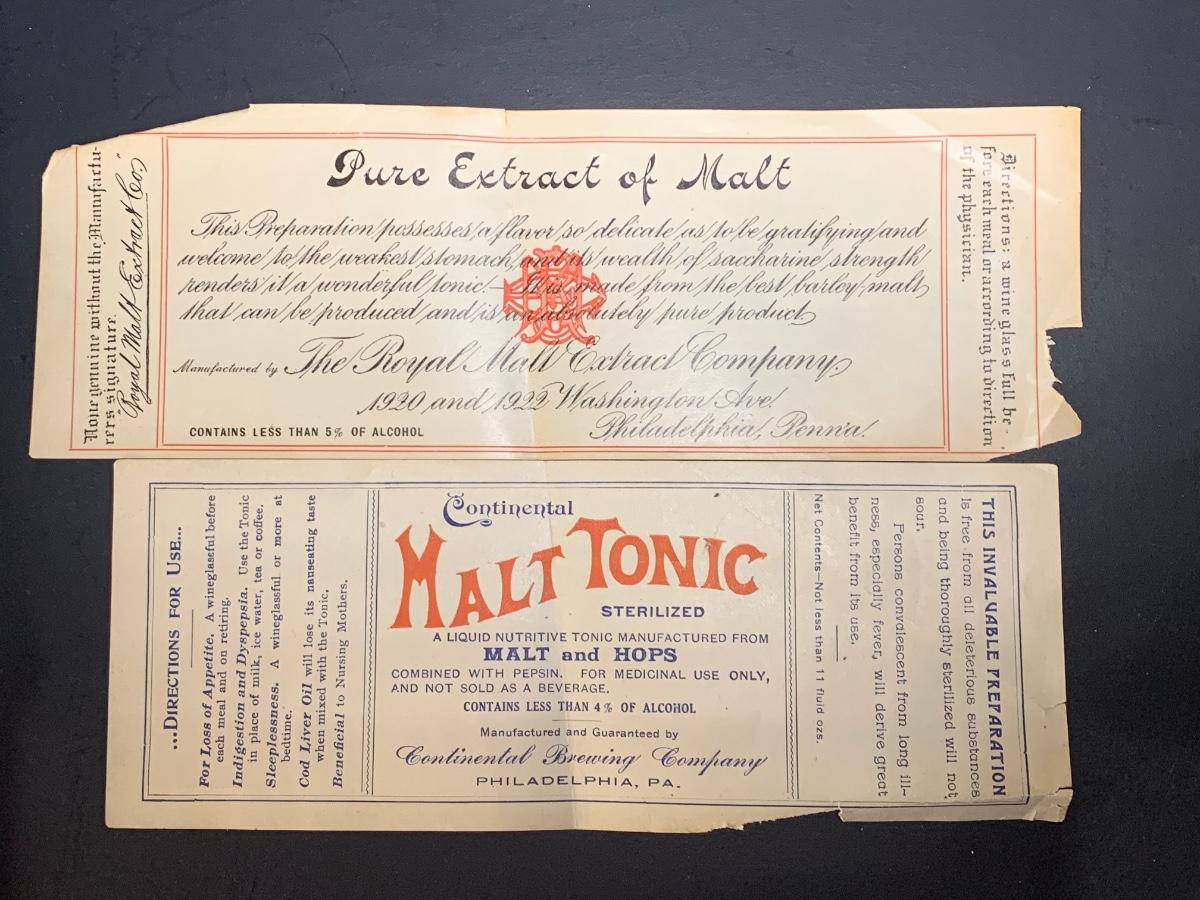 None genuine without the Manufactu-
rer's signature.
"Royal Malt Extract Co."
Pure Extract of Malt
This Preparation possesses a flavor so delicate as to be gratifying and
welcome to the weakest stomach, and its wealth of saccharine strength
renders it a wonderful tonic.— It is made from the best barley-malt
that can be produced and is an absolutely pure product.
Manufactured by The Royal Malt Extract Company,
1920 and 1922 Washington Ave.
Philadelphia, Penn'a.
CONTAINS LESS THAN 5% OF ALCOHOL
Directions: a wine glass full be-
fore each meal or according to direction
of the physician.
...DIRECTIONS FOR USE...
For Loss of Appetite. A wineglassful before
each meal and on retiring.
Indigestion and Dyspepsia. Use the Tonic
in place of milk, ice water, tea or coffee.
Sleeplessness. A wineglassful or more at
bedtime.
Cod Liver Oil will lose its nauseating taste
when mixed with the Tonic.
Beneficial to Nursing Mothers.
Continental
MALT TONIC
STERILIZED
A LIQUID NUTRITIVE TONIC MANUFACTURED FROM
MALT and HOPS
COMBINED WITH PEPSIN. FOR MEDICINAL USE ONLY,
AND NOT SOLD AS A BEVERAGE.
CONTAINS LESS THAN 4% OF ALCOHOL
Manufactured and Guaranteed by
Continental Brewing Company
PHILADELPHIA, PA.
THIS INVALUABLE PREPARATION
is free from all deleterious substances
and being thoroughly sterilized will not
sour.
Persons convalescent from long ill-
ness, especially fever, will derive great
benefit from its use.
Net Contents—Not less than 11 fluid ozs.